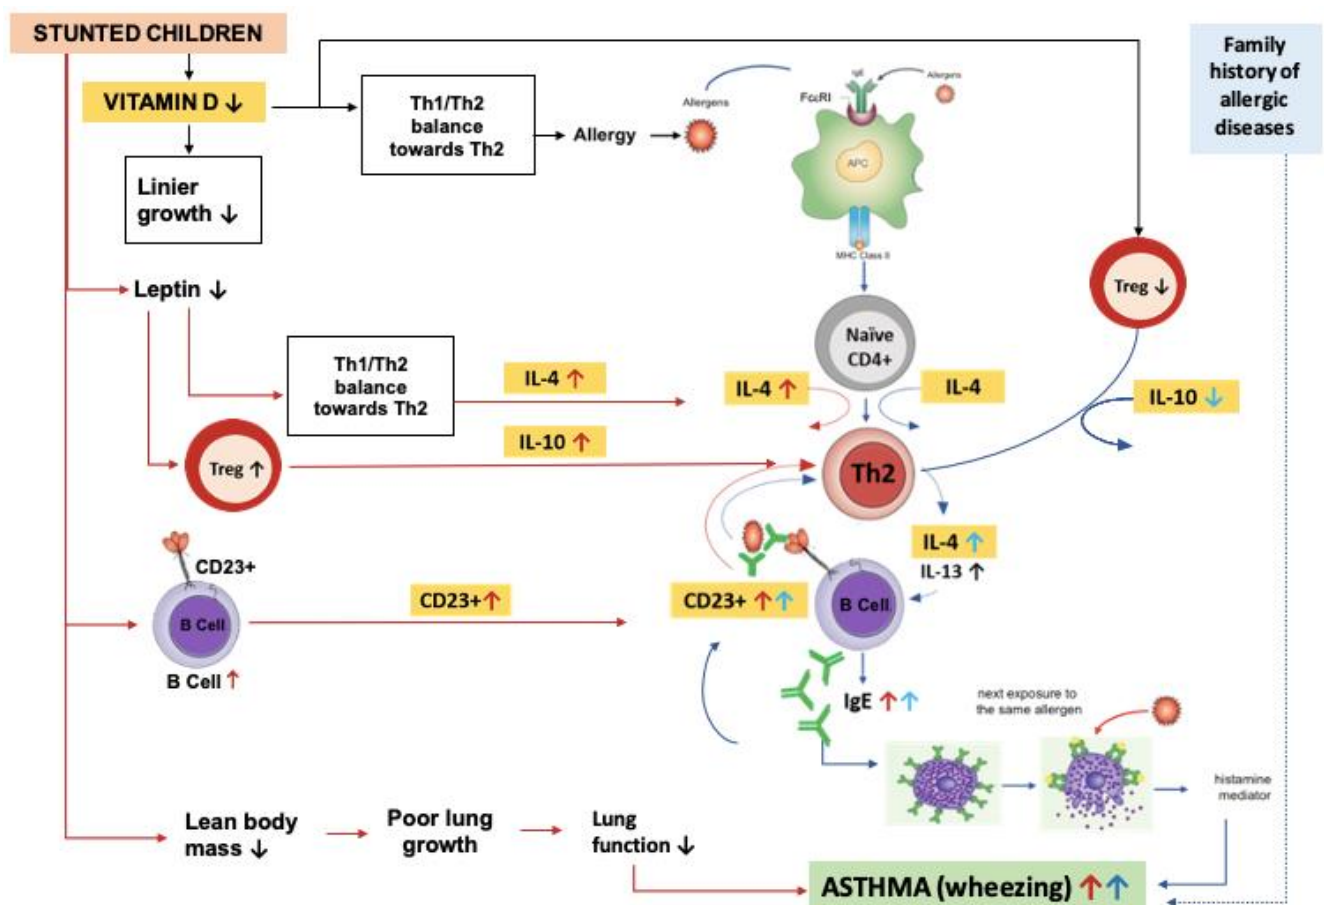 STUNTED CHILDREN
VITAMIN D ↓
Linier
growth ↓
Th1/Th2
balance
towards Th2
Allergy
Allergens
IgE
Allergens
FcεRI
APC
MHC Class II
Family
history of
allergic
diseases
Leptin ↓
Th1/Th2
balance
towards Th2
IL-4 ↑
IL-10 ↑
Treg ↑
Naïve
CD4+
IL-4 ↑
IL-4
Th2
Treg ↓
IL-10 ↓
IL-4 ↑
IL-13 ↑
CD23+
B Cell
B Cell ↑
CD23+↑
CD23+ ↑↑
B Cell
IgE ↑↑
next exposure to
the same allergen
histamine
mediator
Lean body
mass ↓
Poor lung
growth
Lung
function ↓
ASTHMA (wheezing) ↑↑